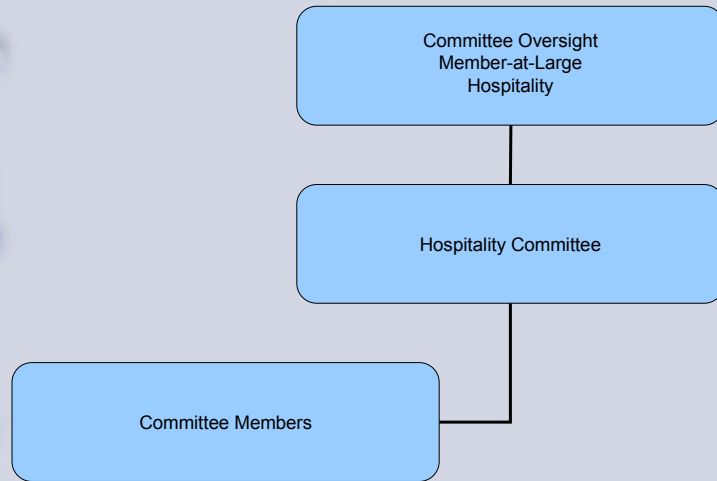 Committee Oversight
Member-at-Large
Hospitality
Hospitality Committee
Committee Members